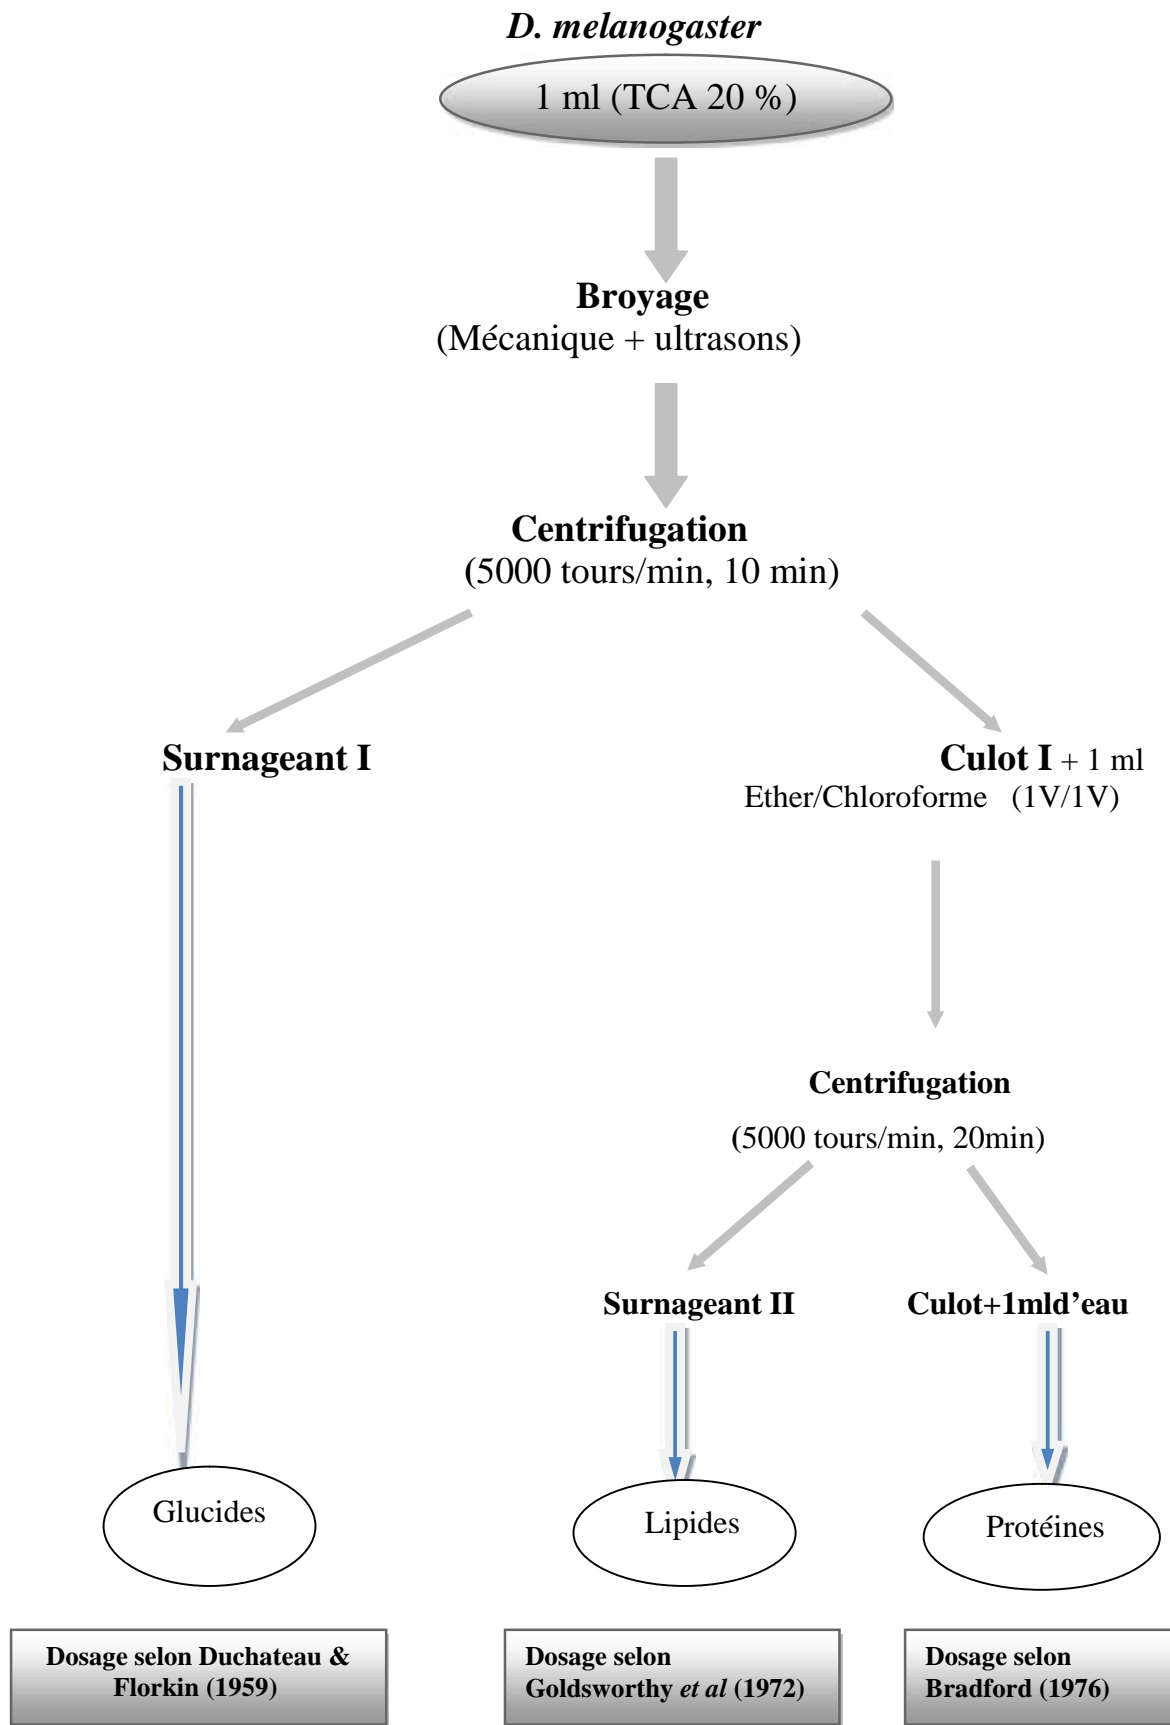 D. melanogaster
1 ml (TCA 20 %)
Broyage
(Mécanique + ultrasons)
Centrifugation
(5000 tours/min, 10 min)
Surnageant I
Culot I + 1 ml
Ether/Chloroforme (1V/1V)
Centrifugation
(5000 tours/min, 20min)
Surnageant II
Culot+1mld’eau
Glucides
Lipides
Protéines
Dosage selon Duchateau &
Florkin (1959)
Dosage selon
Goldsworthy et al (1972)
Dosage selon
Bradford (1976)